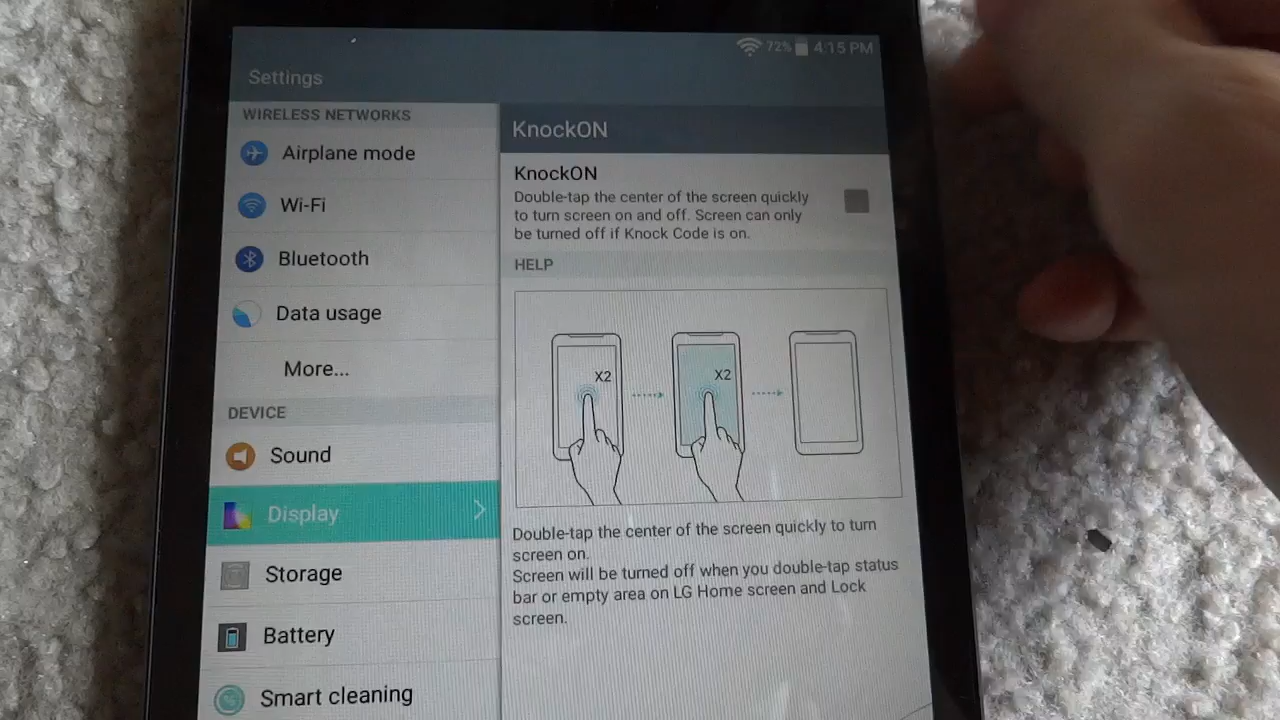 72% 4:15 PM
Settings
WIRELESS NETWORKS
Airplane mode
Wi-Fi
Bluetooth
Data usage
More...
DEVICE
Sound
Display
Storage
Battery
Smart cleaning
KnockON
KnockON
Double-tap the center of the screen quickly
to turn screen on and off. Screen can only
be turned off if Knock Code is on.
HELP
X2
X2
Double-tap the center of the screen quickly to turn
screen on.
Screen will be turned off when you double-tap status
bar or empty area on LG Home screen and Lock
screen.